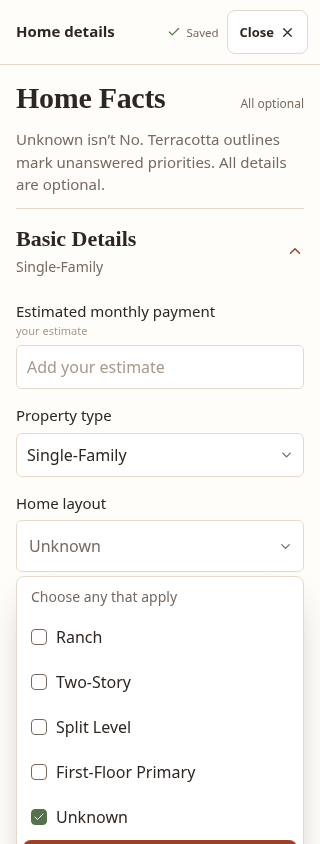 Home details
Saved
Close
Home Facts
All optional
Unknown isn’t No. Terracotta outlines
mark unanswered priorities. All details
are optional.
Basic Details
Single-Family
Estimated monthly payment
your estimate
Add your estimate
Property type
Single-Family
Home layout
Unknown
Choose any that apply
Ranch
Two-Story
Split Level
First-Floor Primary
Unknown